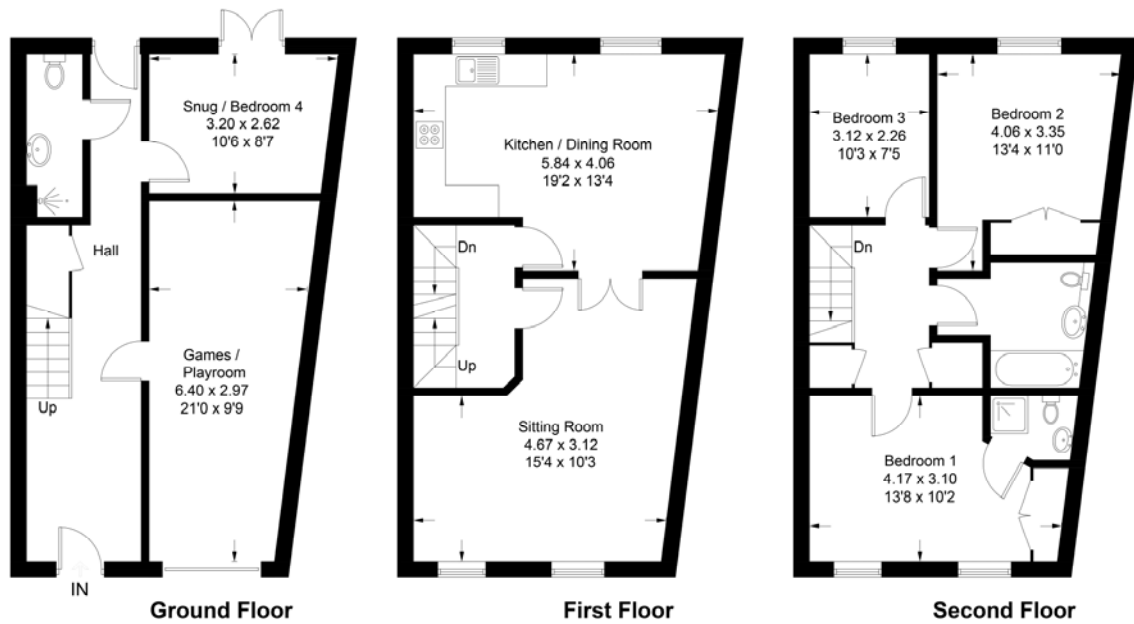 Snug / Bedroom 4
3.20 x 2.62
10'6 x 8'7
Hall
Games /
Playroom
6.40 x 2.97
21'0 x 9'9
Up
IN
Ground Floor
Kitchen / Dining Room
5.84 x 4.06
19'2 x 13'4
Dn
Up
Sitting Room
4.67 x 3.12
15'4 x 10'3
First Floor
Bedroom 3
3.12 x 2.26
10'3 x 7'5
Bedroom 2
4.06 x 3.35
13'4 x 11'0
Dn
Bedroom 1
4.17 x 3.10
13'8 x 10'2
Second Floor